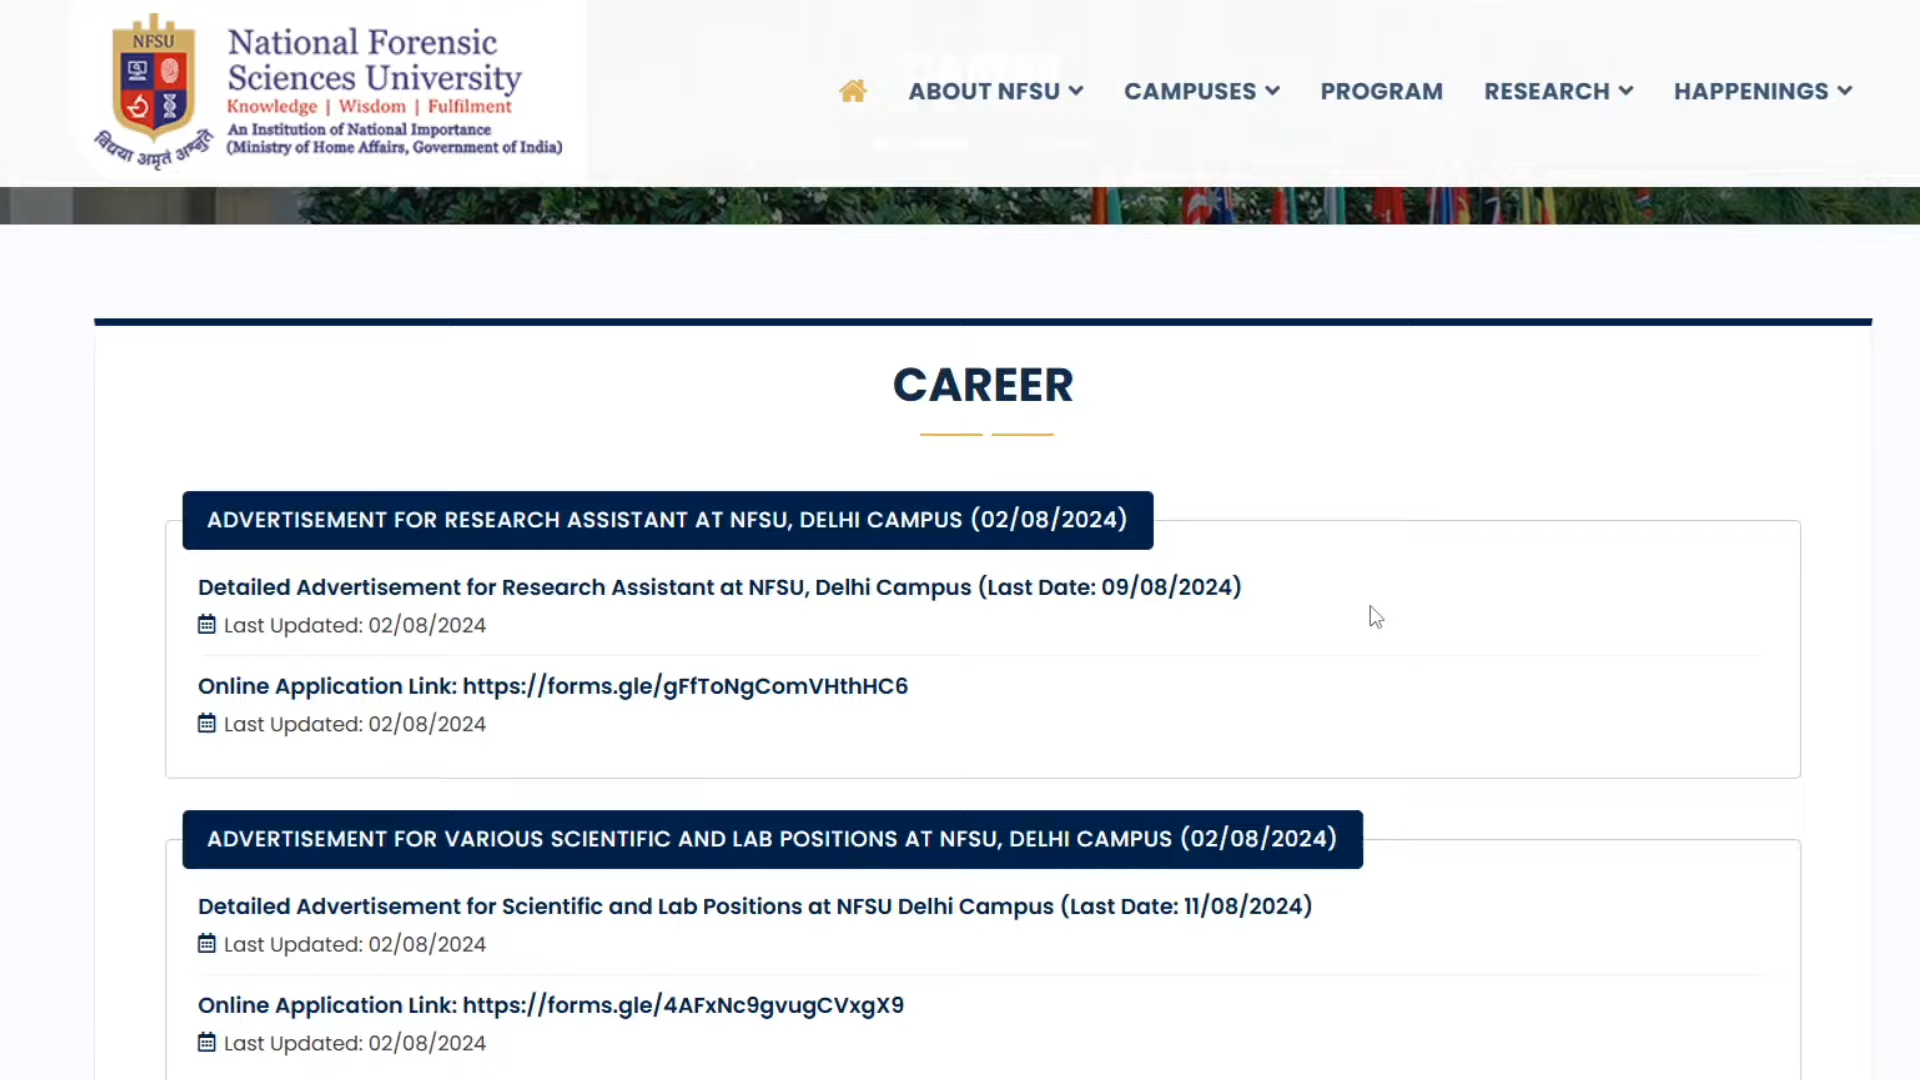 NFSU
National Forensic
Sciences University
Knowledge | Wisdom | Fulfilment
An Institution of National Importance
(Ministry of Home Affairs, Government of India)
विद्यया अमृतं अश्नुते
ABOUT NFSU
CAMPUSES
PROGRAM
RESEARCH
HAPPENINGS
CAREER
ADVERTISEMENT FOR RESEARCH ASSISTANT AT NFSU, DELHI CAMPUS (02/08/2024)
Detailed Advertisement for Research Assistant at NFSU, Delhi Campus (Last Date: 09/08/2024)
Last Updated: 02/08/2024
Online Application Link: https://forms.gle/gFfToNgComVHthHC6
Last Updated: 02/08/2024
ADVERTISEMENT FOR VARIOUS SCIENTIFIC AND LAB POSITIONS AT NFSU, DELHI CAMPUS (02/08/2024)
Detailed Advertisement for Scientific and Lab Positions at NFSU Delhi Campus (Last Date: 11/08/2024)
Last Updated: 02/08/2024
Online Application Link: https://forms.gle/4AFxNc9gvugCVxgX9
Last Updated: 02/08/2024